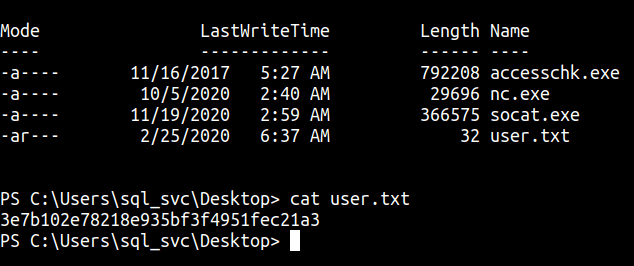 Mode LastWriteTime Length Name
---- ------------- ------ ----
-a---- 11/16/2017 5:27 AM 792208 accesschk.exe
-a---- 10/5/2020 2:40 AM 29696 nc.exe
-a---- 11/19/2020 2:59 AM 366575 socat.exe
-ar--- 2/25/2020 6:37 AM 32 user.txt
PS C:\Users\sql_svc\Desktop> cat user.txt
3e7b102e78218e935bf3f4951fec21a3
PS C:\Users\sql_svc\Desktop>